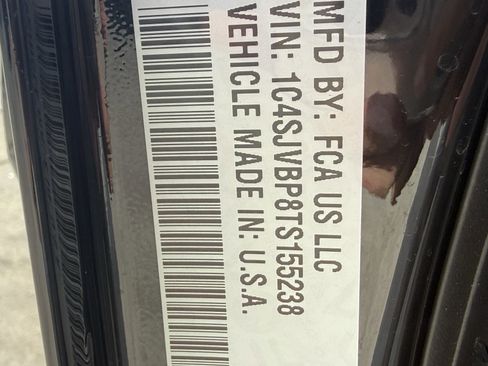 MFD BY: FCA US LLC
VIN: 1C4SJVBP8TS155238
VEHICLE MADE IN: U.S.A.